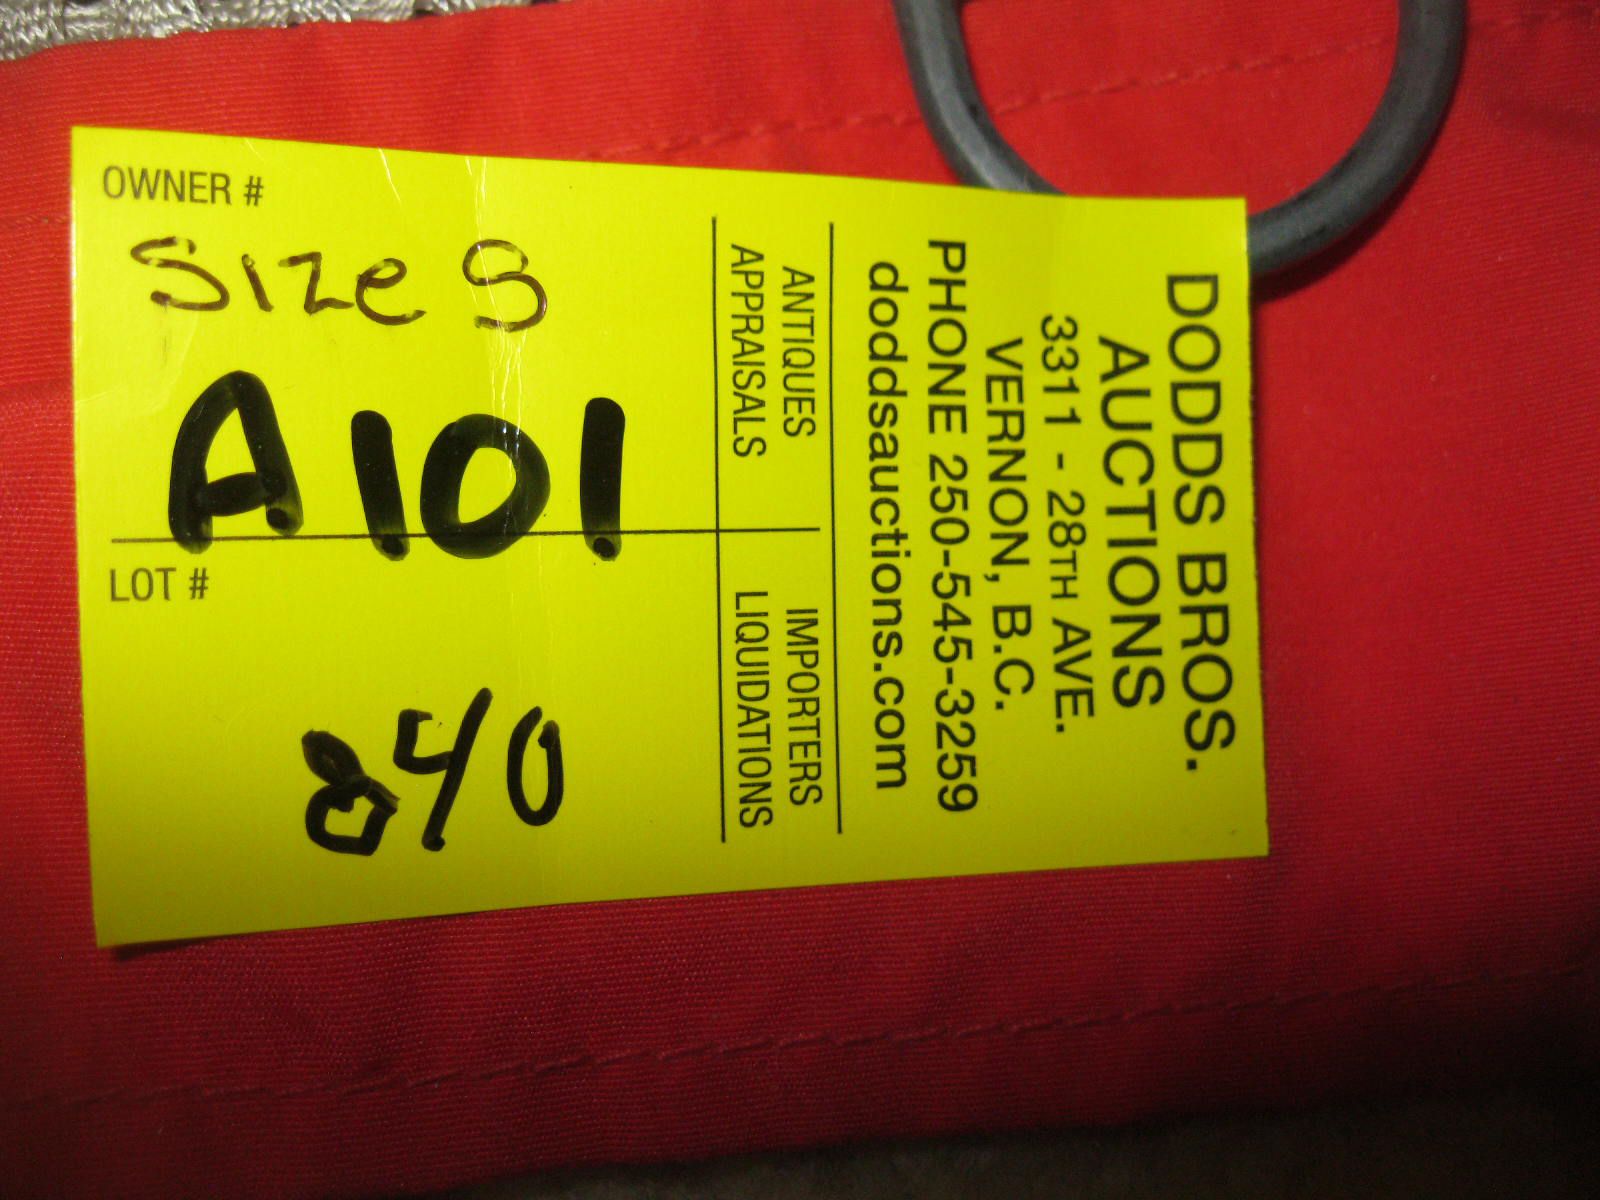 OWNER #
Size S
A101
LOT #
840
ANTIQUES
APPRAISALS
IMPORTERS
LIQUIDATIONS
DODDS BROS.
AUCTIONS
3311 - 28TH AVE.
VERNON, B.C.
PHONE 250-545-3259
doddsauctions.com